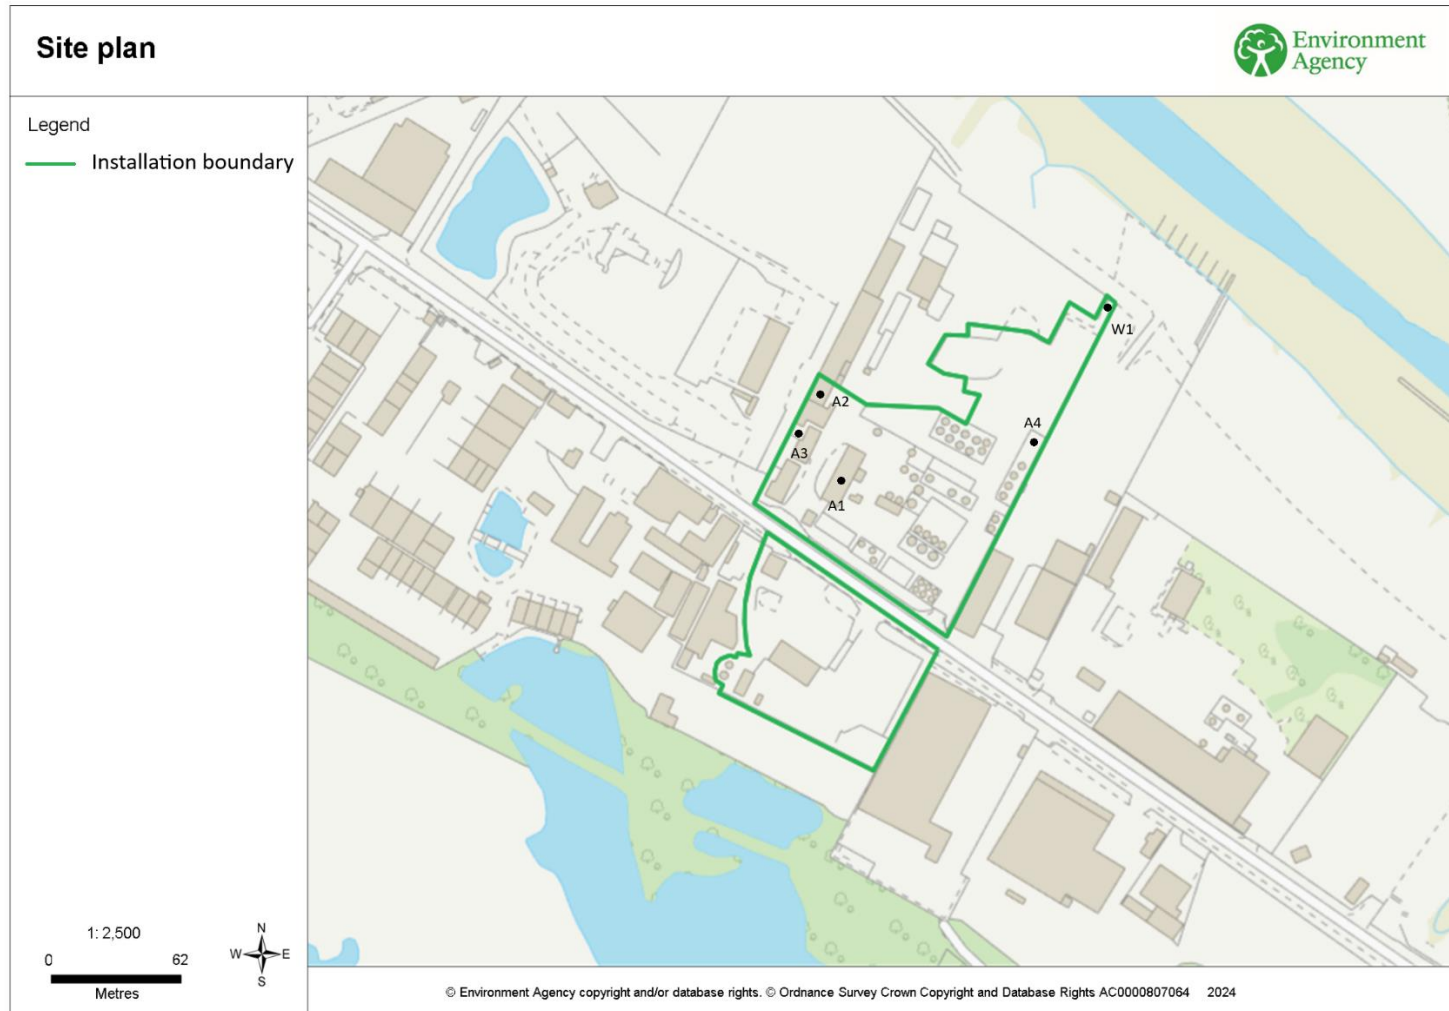 Site plan
Environment
Agency
Legend
Installation boundary
W1
A2
A4
A3
A1
1: 2,500
0 62
Metres
N
W E
S
© Environment Agency copyright and/or database rights. © Ordnance Survey Crown Copyright and Database Rights AC0000807064 2024